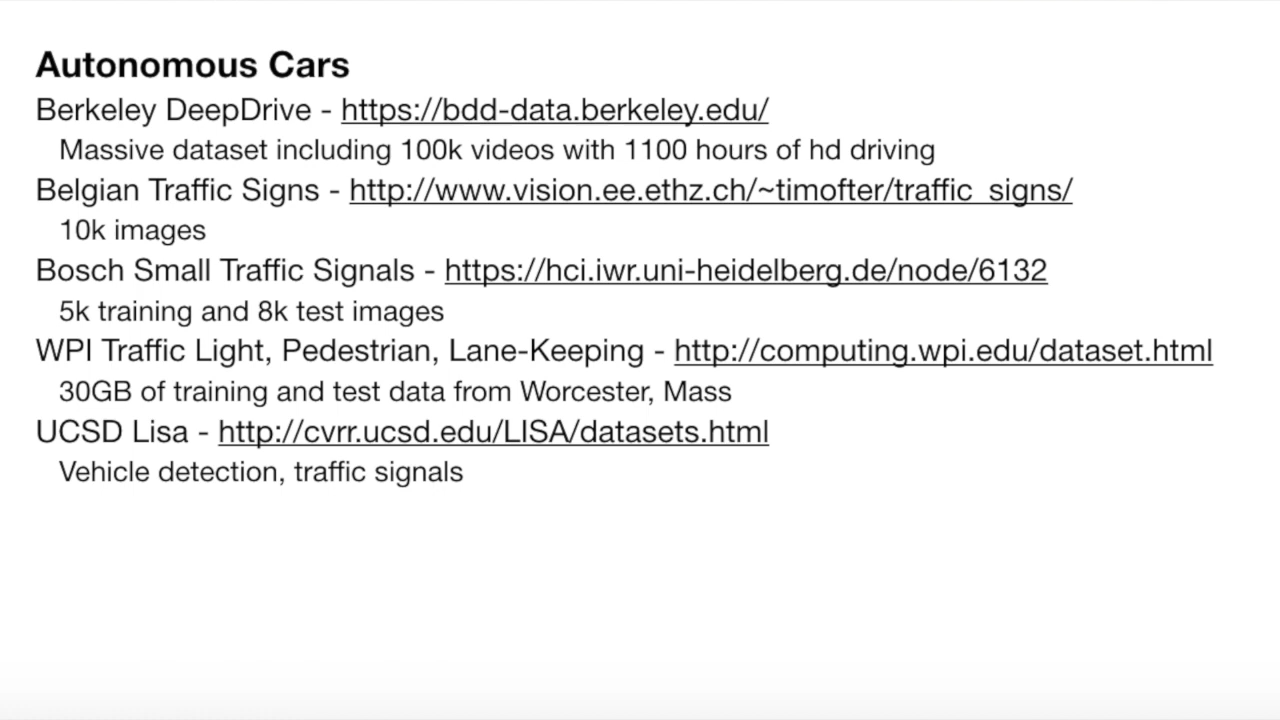 Autonomous Cars
Berkeley DeepDrive - https://bdd-data.berkeley.edu/
Massive dataset including 100k videos with 1100 hours of hd driving
Belgian Traffic Signs - http://www.vision.ee.ethz.ch/~timofter/traffic_signs/
10k images
Bosch Small Traffic Signals - https://hci.iwr.uni-heidelberg.de/node/6132
5k training and 8k test images
WPI Traffic Light, Pedestrian, Lane-Keeping - http://computing.wpi.edu/dataset.html
30GB of training and test data from Worcester, Mass
UCSD Lisa - http://cvrr.ucsd.edu/LISA/datasets.html
Vehicle detection, traffic signals